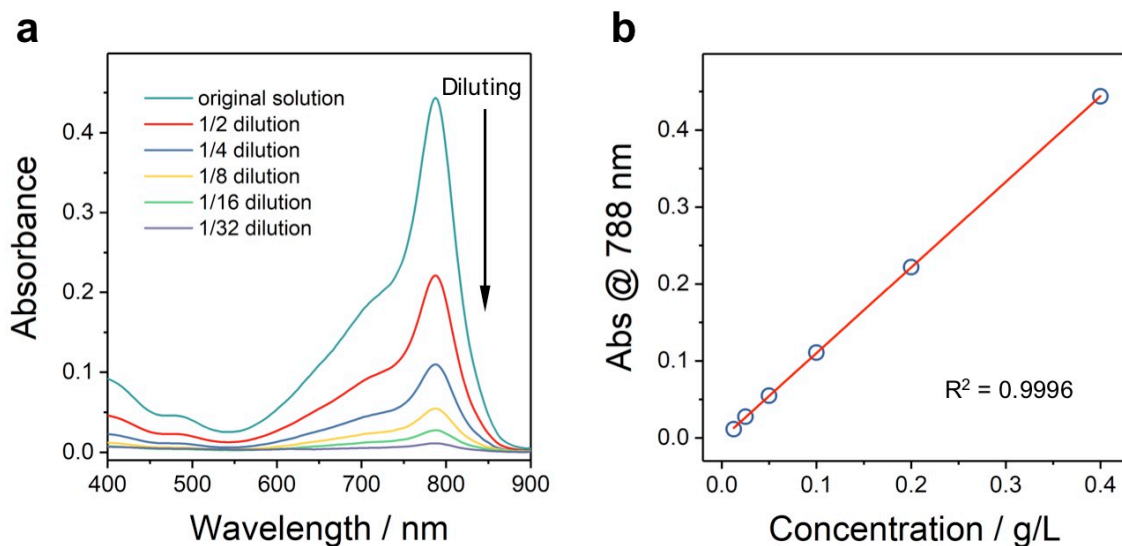 a
Diluting
original solution
1/2 dilution
1/4 dilution
1/8 dilution
1/16 dilution
1/32 dilution
0.4
0.3
0.2
0.1
0.0
Absorbance
400 500 600 700 800 900
Wavelength / nm
b
0.4
0.3
0.2
0.1
0.0
Abs @ 788 nm
R² = 0.9996
0.0 0.1 0.2 0.3 0.4
Concentration / g/L